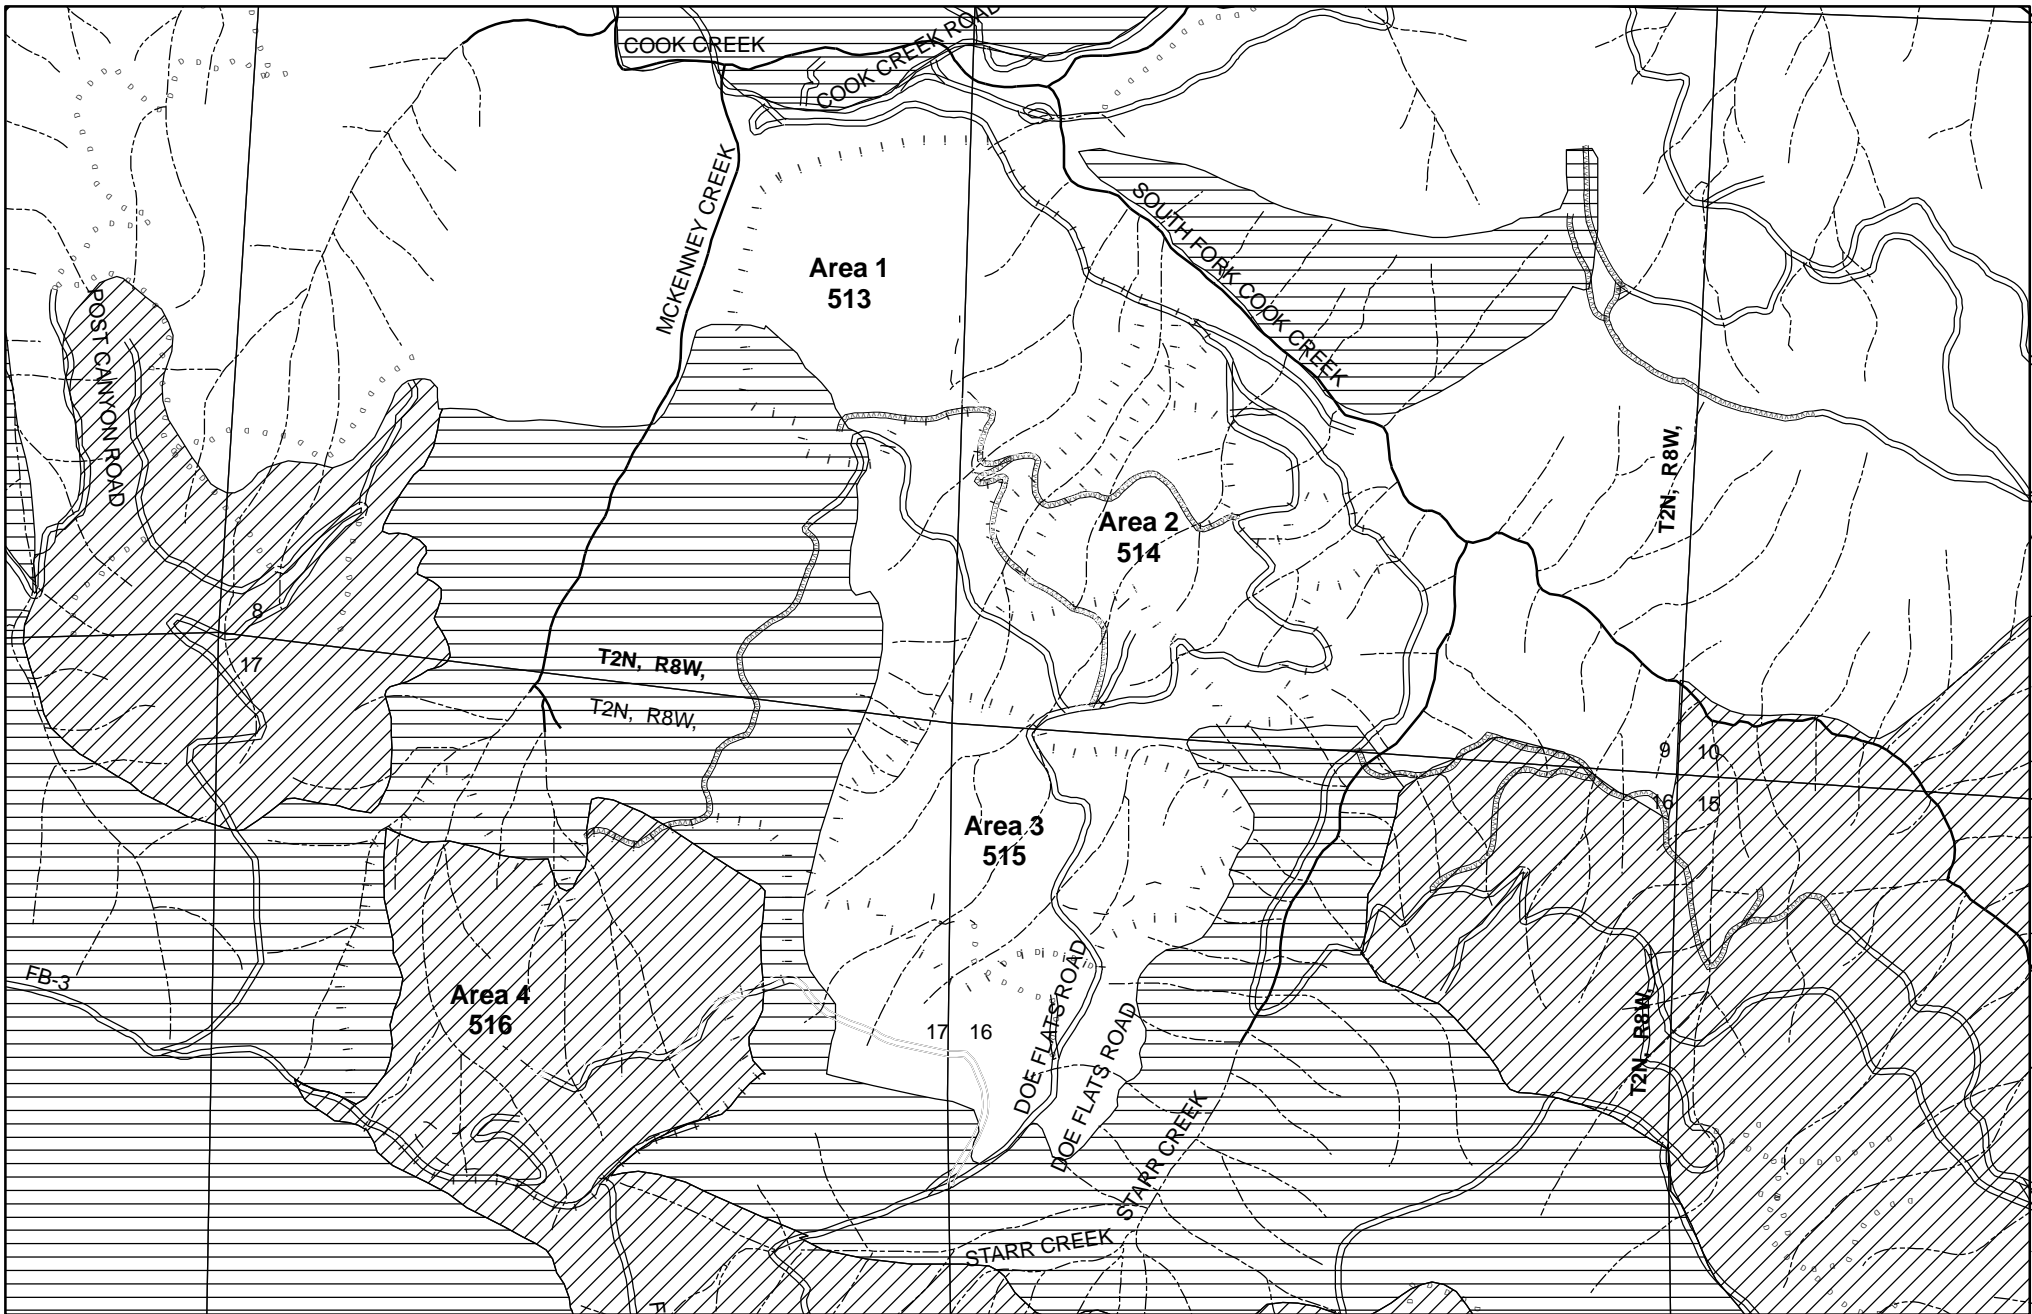 COOK CREEK
COOK CREEK ROAD
MCKENNEY CREEK
SOUTH FORK COOK CREEK
Area 1
513
POST CANYON ROAD
T2N, R8W,
Area 2
514
8
17
T2N, R8W,
T2N, R8W,
9
10
16
15
Area 3
515
FB-3
Area 4
516
17
16
DOE FLATS ROAD
DOE FLATS ROAD
T2N, R8W,
STARR CREEK
STARR CREEK
F